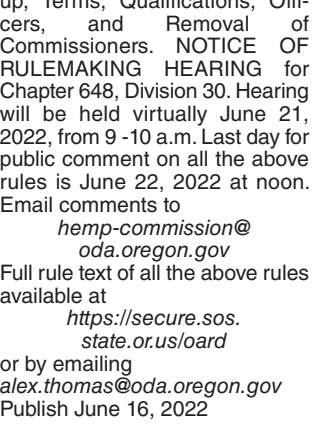 up, Terms, Qualifications, Offi-
cers, and Removal of
Commissioners. NOTICE OF
RULEMAKING HEARING for
Chapter 648, Division 30. Hearing
will be held virtually June 21,
2022, from 9 -10 a.m. Last day for
public comment on all the above
rules is June 22, 2022 at noon.
Email comments to
hemp-commission@
oda.oregon.gov
Full rule text of all the above rules
available at
https://secure.sos.
state.or.us/oard
or by emailing
alex.thomas@oda.oregon.gov
Publish June 16, 2022